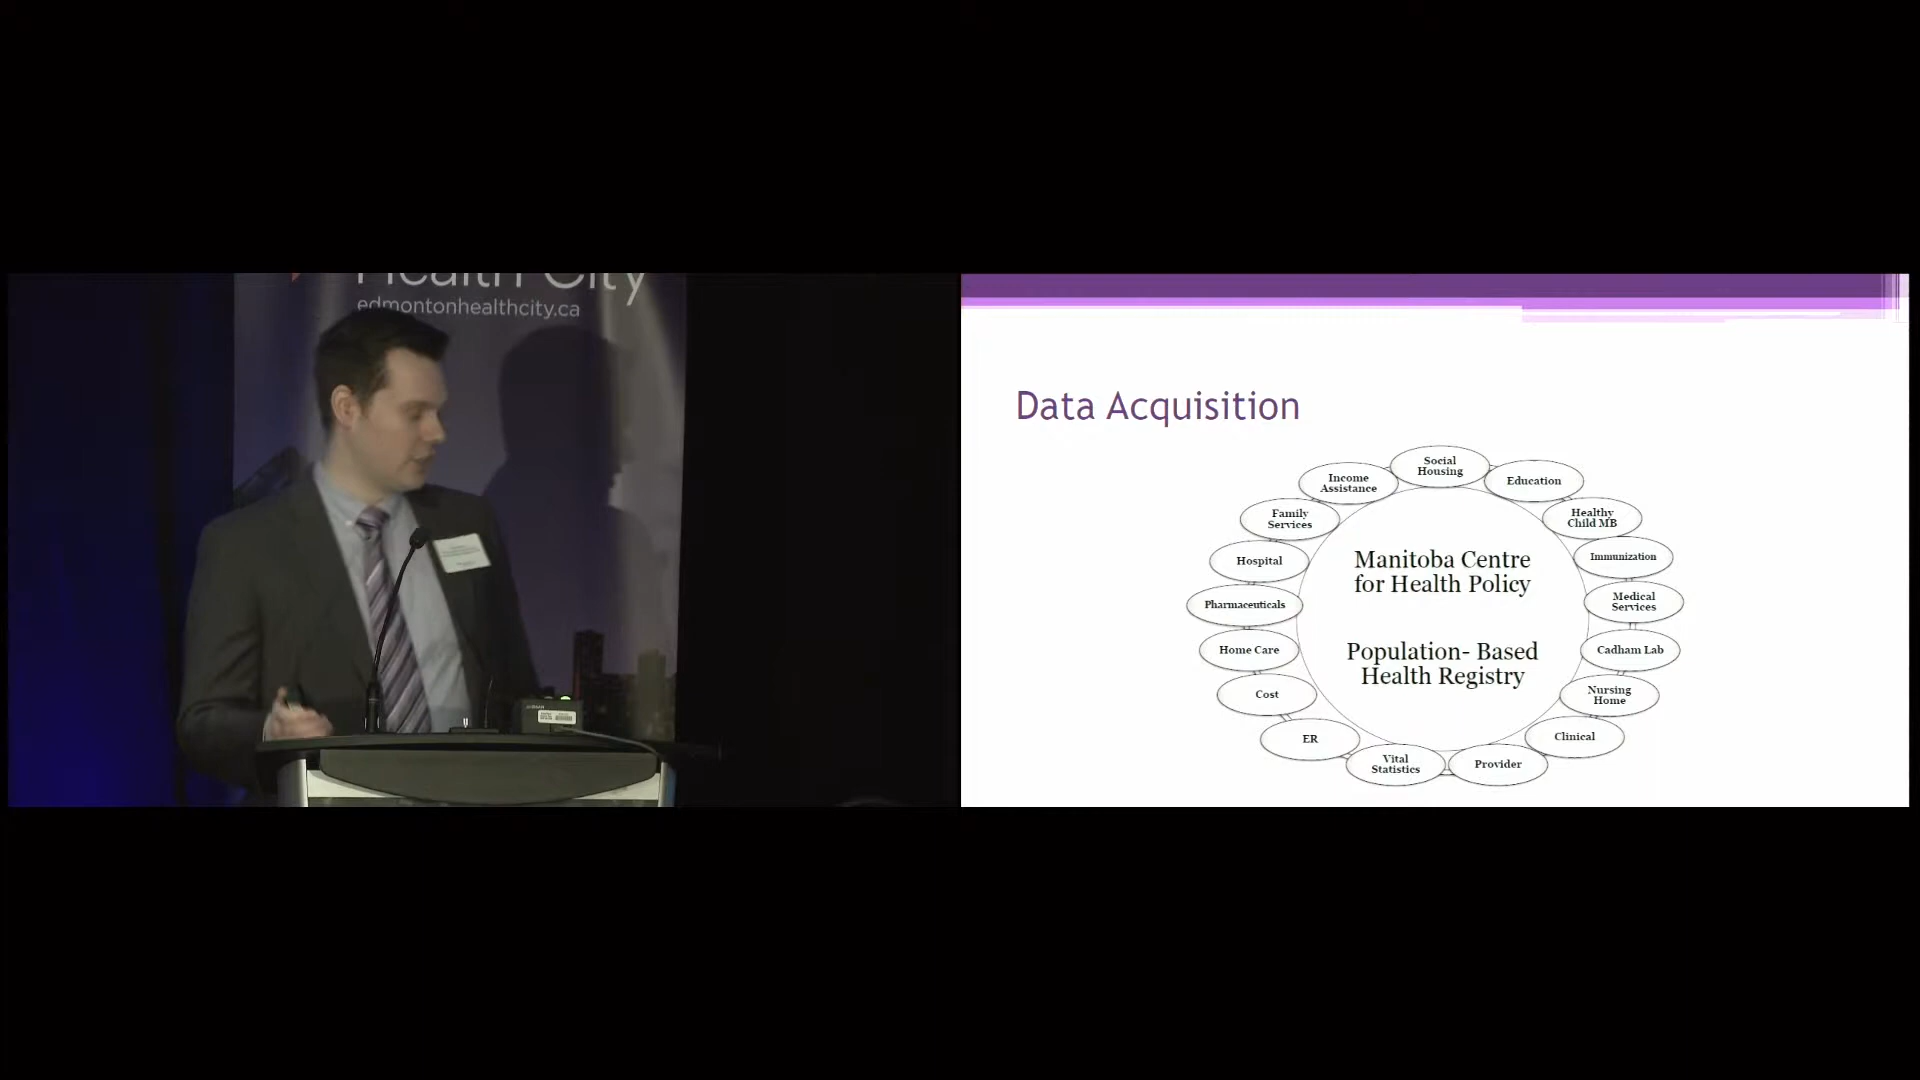 Health City
edmontonhealthcity.ca
Data Acquisition
Social
Housing
Education
Healthy
Child MB
Immunization
Medical
Services
Cadham Lab
Nursing
Home
Clinical
Provider
Vital
Statistics
ER
Cost
Home Care
Pharmaceuticals
Hospital
Family
Services
Income
Assistance
Manitoba Centre
for Health Policy
Population- Based
Health Registry